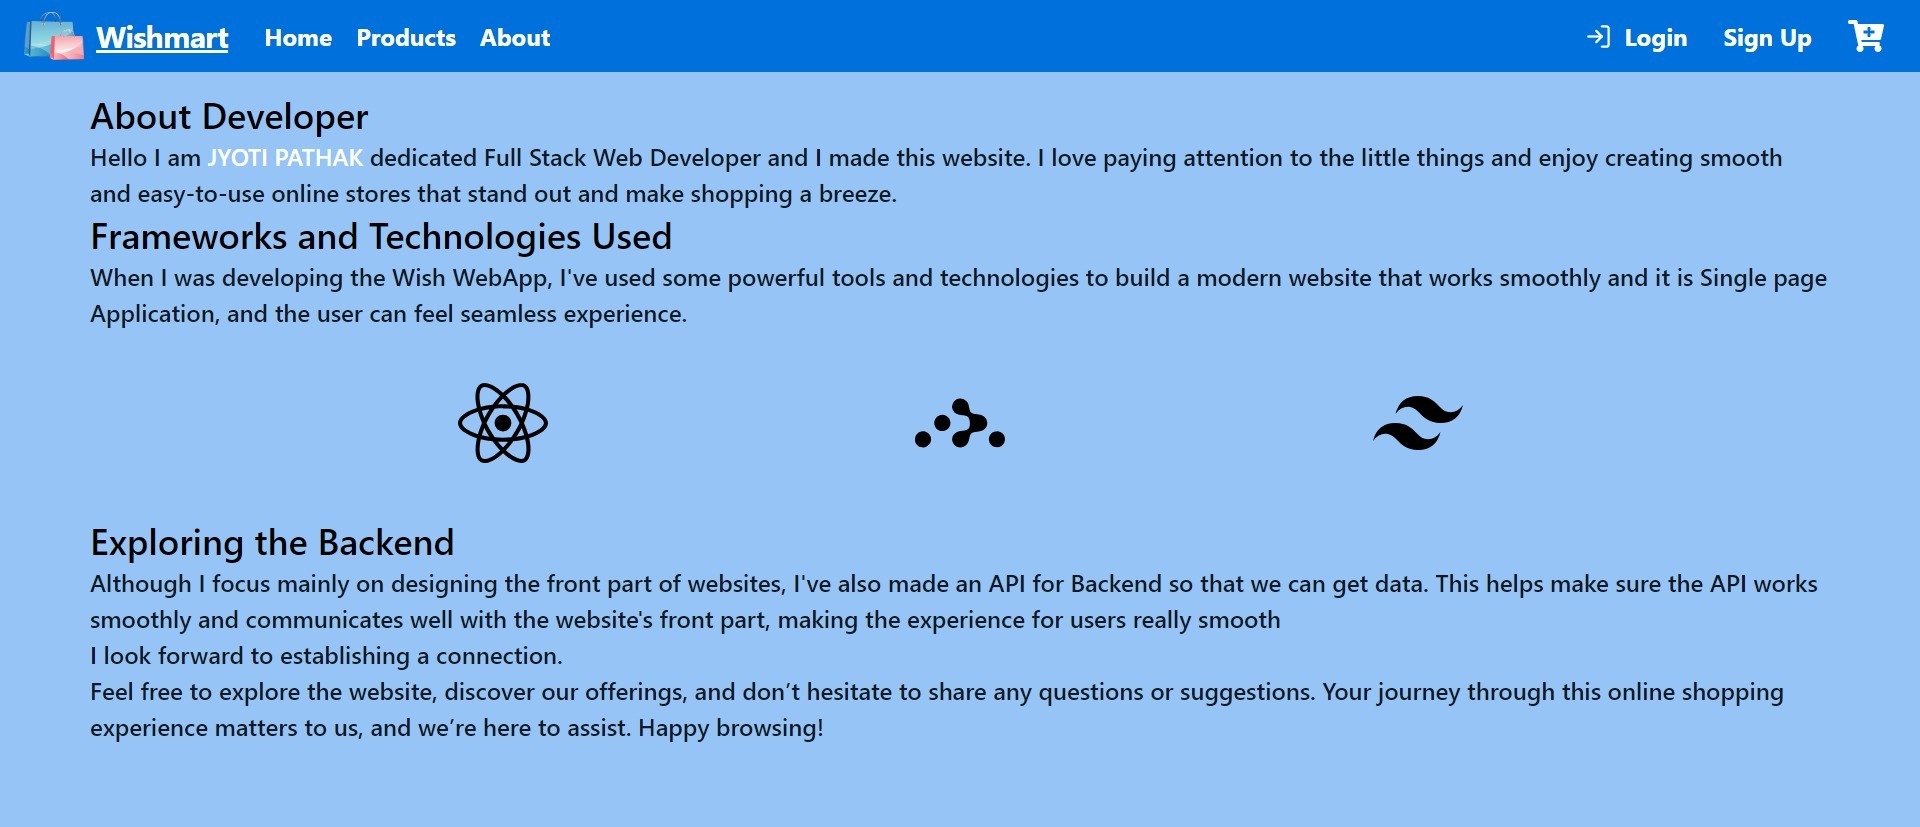 Wishmart Home Products About Login Sign Up
About Developer
Hello I am JYOTI PATHAK dedicated Full Stack Web Developer and I made this website. I love paying attention to the little things and enjoy creating smooth
and easy-to-use online stores that stand out and make shopping a breeze.
Frameworks and Technologies Used
When I was developing the Wish WebApp, I've used some powerful tools and technologies to build a modern website that works smoothly and it is Single page
Application, and the user can feel seamless experience.
Exploring the Backend
Although I focus mainly on designing the front part of websites, I've also made an API for Backend so that we can get data. This helps make sure the API works
smoothly and communicates well with the website's front part, making the experience for users really smooth
I look forward to establishing a connection.
Feel free to explore the website, discover our offerings, and don’t hesitate to share any questions or suggestions. Your journey through this online shopping
experience matters to us, and we’re here to assist. Happy browsing!